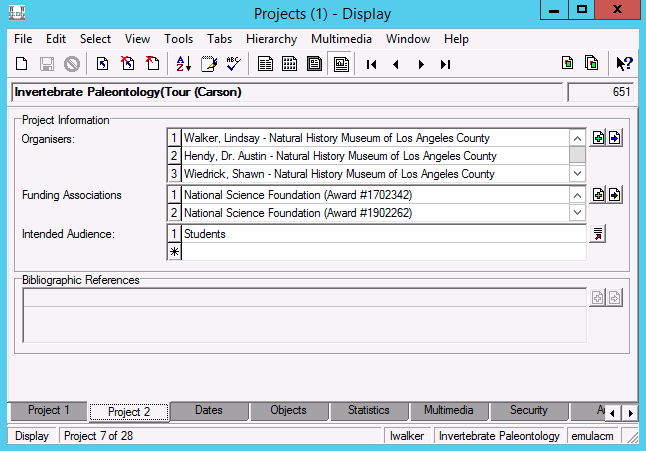 Projects (1) - Display
File Edit Select View Tools Tabs Hierarchy Multimedia Window Help
Invertebrate Paleontology(Tour (Carson) 651
Project Information
Organisers: 1 Walker, Lindsay - Natural History Museum of Los Angeles County
2 Hendy, Dr. Austin - Natural History Museum of Los Angeles County
3 Wiedrick, Shawn - Natural History Museum of Los Angeles County
Funding Associations 1 National Science Foundation (Award #1702342)
2 National Science Foundation (Award #1902262)
Intended Audience: 1 Students
Bibliographic References
Project 1 Project 2 Dates Objects Statistics Multimedia Security
Display Project 7 of 28 lwalker Invertebrate Paleontology emulacm